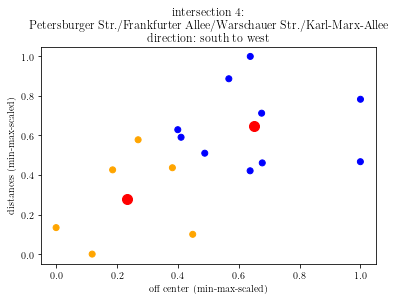 intersection 4:
Petersburger Str./Frankfurter Allee/Warschauer Str./Karl-Marx-Allee
direction: south to west
distances (min-max-scaled)
1.0
0.8
0.6
0.4
0.2
0.0
0.0 0.2 0.4 0.6 0.8 1.0
off center (min-max-scaled)